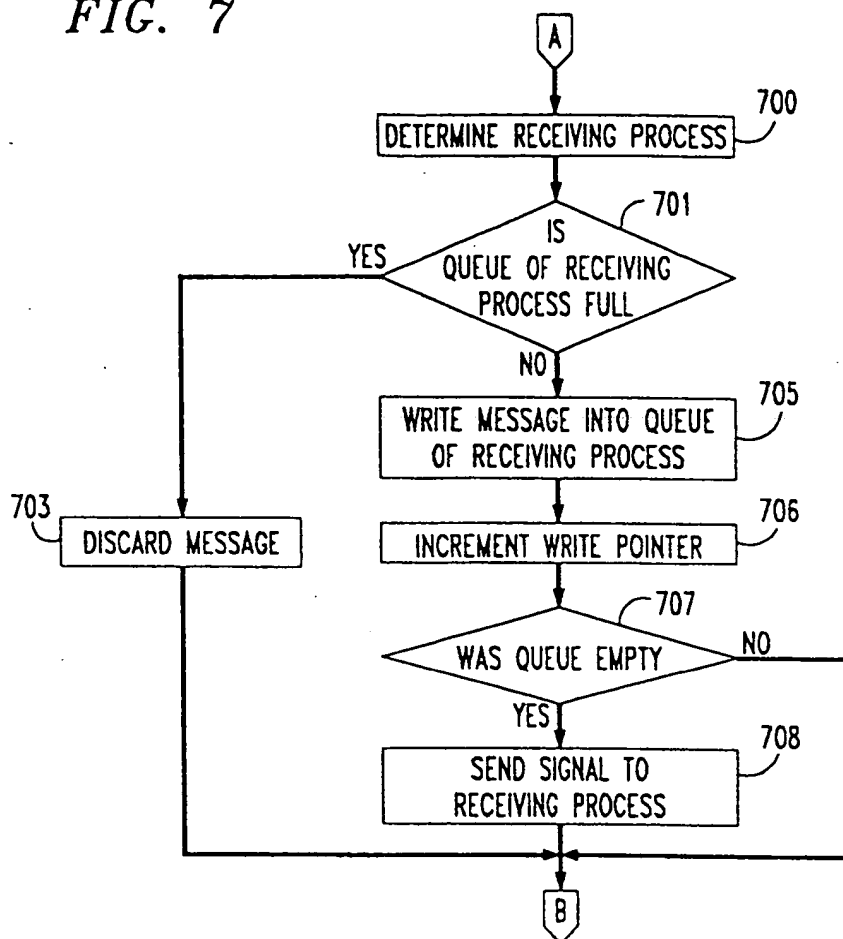 FIG. 7
A
700
DETERMINE RECEIVING PROCESS
701
IS
QUEUE OF RECEIVING
PROCESS FULL
YES
NO
705
WRITE MESSAGE INTO QUEUE
OF RECEIVING PROCESS
703
DISCARD MESSAGE
706
INCREMENT WRITE POINTER
707
WAS QUEUE EMPTY
NO
YES
708
SEND SIGNAL TO
RECEIVING PROCESS
B